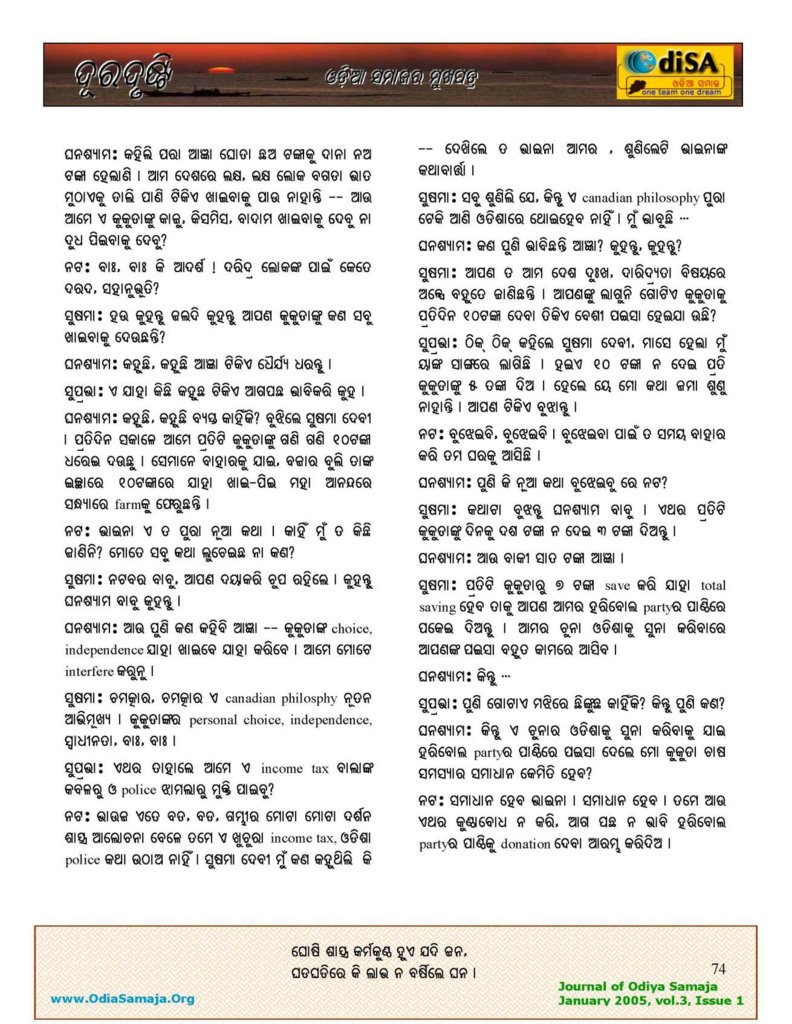 ଦୂରଦୃଷ୍ଟି
ଓଡ଼ିଆ ସମାଜର ମୁଖପତ୍ର
OdiSA
ଓଡିଆ ସମାଜ
one team one dream
ଘନଶ୍ୟାମ: କହିଲି ପରା ଆଜ୍ଞା ଘୋଡା ଛଅ ଟଙ୍କାକୁ ଦାନା ନଅ
ଟଙ୍କା ହେଲାଣି । ଆମ ଦେଶରେ ଲକ୍ଷ, ଲକ୍ଷ ଲୋକ ବଗଡା ଭାତ
ମୁଠାଏକୁ ଡାଲି ପାଣି ଟିକିଏ ଖାଇବାକୁ ପାଉ ନାହାନ୍ତି -- ଆଉ
ଆମେ ଏ କୁକୁଡାଙ୍କୁ କାଜୁ, କିସମିସ, ବାଦାମ ଖାଇବାକୁ ଦେବୁ ନା
ଦୁଧ ପିଇବାକୁ ଦେବୁ?
ନଟ: ବାଃ, ବାଃ କି ଆଦର୍ଶ ! ଦରିଦ୍ର ଲୋକଙ୍କ ପାଇଁ କେତେ
ଦରଦ, ସହାନୁଭୂତି?
ସୁଷମା: ହଉ କୁହନ୍ତୁ ଜଲଦି କୁହନ୍ତୁ ଆପଣ କୁକୁଡାଙ୍କୁ କଣ ସବୁ
ଖାଇବାକୁ ଦେଉଛନ୍ତି?
ଘନଶ୍ୟାମ: କହୁଛି, କହୁଛି ଆଜ୍ଞା ଟିକିଏ ଧୈର୍ଯ୍ୟ ଧରନ୍ତୁ ।
ସୁପ୍ରଭା: ଏ ଯାହା କିଛି କହୁଛ ଟିକିଏ ଆଗପଛ ଭାବିକରି କୁହ ।
ଘନଶ୍ୟାମ: କହୁଛି, କହୁଛି ବ୍ୟସ୍ତ କାହିଁକି? ବୁଝିଲେ ସୁଷମା ଦେବୀ
। ପ୍ରତିଦିନ ସକାଳେ ଆମେ ପ୍ରତିଟି କୁକୁଡାଙ୍କୁ ଗଣି ଗଣି ୧୦ଟଙ୍କା
ଧରେଇ ଦଉଛୁ । ସେମାନେ ବାହାରକୁ ଯାଇ, ବଜାର ବୁଲି ତାଙ୍କ
ଇଚ୍ଛାରେ ୧୦ଟଙ୍କାରେ ଯାହା ଖାଇ-ପିଇ ମହା ଆନନ୍ଦରେ
ସନ୍ଧ୍ୟାରେ farmକୁ ଫେରୁଛନ୍ତି ।
ନଟ: ଭାଇନା ଏ ତ ପୁରା ନୂଆ କଥା । କାହିଁ ମୁଁ ତ କିଛି
ଜାଣିନି? ମୋତେ ସବୁ କଥା ଲୁଚେଇଛ ନା କଣ?
ସୁଷମା: ନଟବର ବାବୁ, ଆପଣ ଦୟାକରି ଚୁପ ରହିଲେ । କୁହନ୍ତୁ
ଘନଶ୍ୟାମ ବାବୁ କୁହନ୍ତୁ ।
ଘନଶ୍ୟାମ: ଆଉ ପୁଣି କଣ କହିବି ଆଜ୍ଞା -- କୁକୁଡାଙ୍କ choice,
independence ଯାହା ଖାଇବେ ଯାହା କରିବେ । ଆମେ ମୋଟେ
interfere କରୁନୁ ।
ସୁଷମା: ଚମତ୍କାର, ଚମତ୍କାର ଏ canadian philosphy ନୂତନ
ଆଭିମୂଖ୍ୟ । କୁକୁଡାଙ୍କର personal choice, independence,
ସ୍ୱାଧୀନତା, ବାଃ, ବାଃ ।
ସୁପ୍ରଭା: ଏଥର ତାହାଲେ ଆମେ ଏ income tax ବାଲାଙ୍କ
କବଳରୁ ଓ police ଝାମଲାରୁ ମୁକ୍ତି ପାଇବୁ?
ନଟ: ଭାଉଜ ଏତେ ବଡ, ବଡ, ଗମ୍ଭୀର ମୋଟା ମୋଟା ଦର୍ଶନ
ଶାସ୍ତ୍ର ଆଲୋଚନା ବେଳେ ତମେ ଏ ଖୁଚୁରା income tax, ଓଡିଶା
police କଥା ଉଠାଅ ନାହିଁ । ସୁଷମା ଦେବୀ ମୁଁ କଣ କହୁଥିଲି କି
-- ଦେଖିଲେ ତ ଭାଇନା ଆମର , ଶୁଣିଲେଟି ଭାଇନାଙ୍କ
କଥାବାର୍ତ୍ତା ।
ସୁଷମା: ସବୁ ଶୁଣିଲି ଯେ, କିନ୍ତୁ ଏ canadian philosophy ପୁରା
ଟେକି ଆଣି ଓଡିଶାରେ ଥୋଇହେବ ନାହିଁ । ମୁଁ ଭାବୁଛି ...
ଘନଶ୍ୟାମ: କଣ ପୁଣି ଭାବିଛନ୍ତି ଆଜ୍ଞା? କୁହନ୍ତୁ, କୁହନ୍ତୁ?
ସୁଷମା: ଆପଣ ତ ଆମ ଦେଶ ଦୁଃଖ, ଦାରିଦ୍ର୍ୟତା ବିଷୟରେ
ଅଳ୍ପେ ବହୁତେ ଜାଣିଛନ୍ତି । ଆପଣଙ୍କୁ ଲାଗୁନି ଗୋଟିଏ କୁକୁଡାକୁ
ପ୍ରତିଦିନ ୧୦ଟଙ୍କା ଦେବା ତିକିଏ ବେଶୀ ପଇସା ହେଇଯା ଉଛି?
ସୁପ୍ରଭା: ଠିକ୍ ଠିକ୍ କହିଲେ ସୁଷମା ଦେବୀ, ମାସେ ହେଲା ମୁଁ
ୟାଙ୍କ ସାଙ୍ଗରେ ଲାଗିଛି । ହଇଏ ୧୦ ଟଙ୍କା ନ ଦେଇ ପ୍ରତି
କୁକୁଡାଙ୍କୁ ୫ ଟଙ୍କା ଦିଅ । ହେଲେ ୟେ ମୋ କଥା ଜମା ଶୁଣୁ
ନାହାନ୍ତି । ଆପଣ ଟିକିଏ ବୁଝାନ୍ତୁ ।
ନଟ: ବୁଝେଇବି, ବୁଝେଇବି । ବୁଝେଇବା ପାଇଁ ତ ସମୟ ବାହାର
କରି ତମ ଘରକୁ ଆସିଛି ।
ଘନଶ୍ୟାମ: ପୁଣି କି ନୂଆ କଥା ବୁଝେଇବୁ ରେ ନଟ?
ସୁଷମା: କଥାଟା ବୁଝନ୍ତୁ ଘନଶ୍ୟାମ ବାବୁ । ଏଥର ପ୍ରତିଟି
କୁକୁଡାଙ୍କୁ ଦିନକୁ ଦଶ ଟଙ୍କା ନ ଦେଇ ୩ ଟଙ୍କା ଦିଅନ୍ତୁ ।
ଘନଶ୍ୟାମ: ଆଉ ବାକୀ ସାତ ଟଙ୍କା ଆଜ୍ଞା ।
ସୁଷମା: ପ୍ରତିଟି କୁକୁଡାରୁ ୭ ଟଙ୍କା save କରି ଯାହା total
saving ହେବ ତାକୁ ଆପଣ ଆମର ହରିବୋଲ partyର ପାଣ୍ଠିରେ
ପକେଇ ଦିଅନ୍ତୁ । ଆମର ଚୁନା ଓଡିଶାକୁ ସୁନା କରିବାରେ
ଆପଣଙ୍କ ପଇସା ବହୁତ କାମରେ ଆସିବ ।
ଘନଶ୍ୟାମ: କିନ୍ତୁ ...
ସୁପ୍ରଭା: ପୁଣି ଗୋଟାଏ ମଝିରେ ଛିଙ୍କୁଛ କାହିଁକି? କିନ୍ତୁ ପୁଣି କଣ?
ଘନଶ୍ୟାମ: କିନ୍ତୁ ଏ ଚୁନାର ଓଡିଶାକୁ ସୁନା କରିବାକୁ ଯାଇ
ହରିବୋଲ partyର ପାଣ୍ଠିରେ ପଇସା ଦେଲେ ମୋ କୁକୁଡା ଚାଷ
ସମସ୍ୟାର ସମାଧାନ କେମିତି ହେବ?
ନଟ: ସମାଧାନ ହେବ ଭାଇନା । ସମାଧାନ ହେବ । ତମେ ଆଉ
ଏଥର କୁଣ୍ଠାବୋଧ ନ କରି, ଆଗ ପଛ ନ ଭାବି ହରିବୋଲ
partyର ପାଣ୍ଠିକୁ donation ଦେବା ଆରମ୍ଭ କରିଦିଅ ।
ଘୋଷି ଶାସ୍ତ୍ର କର୍ମକୁଣ୍ଠ ହୁଏ ଯଦି ଜନ,
ଘଡଘଡିରେ କି ଲାଭ ନ ବର୍ଷିଲେ ଘନ ।
74
www.OdiaSamaja.Org
Journal of Odiya Samaja
January 2005, vol.3, Issue 1